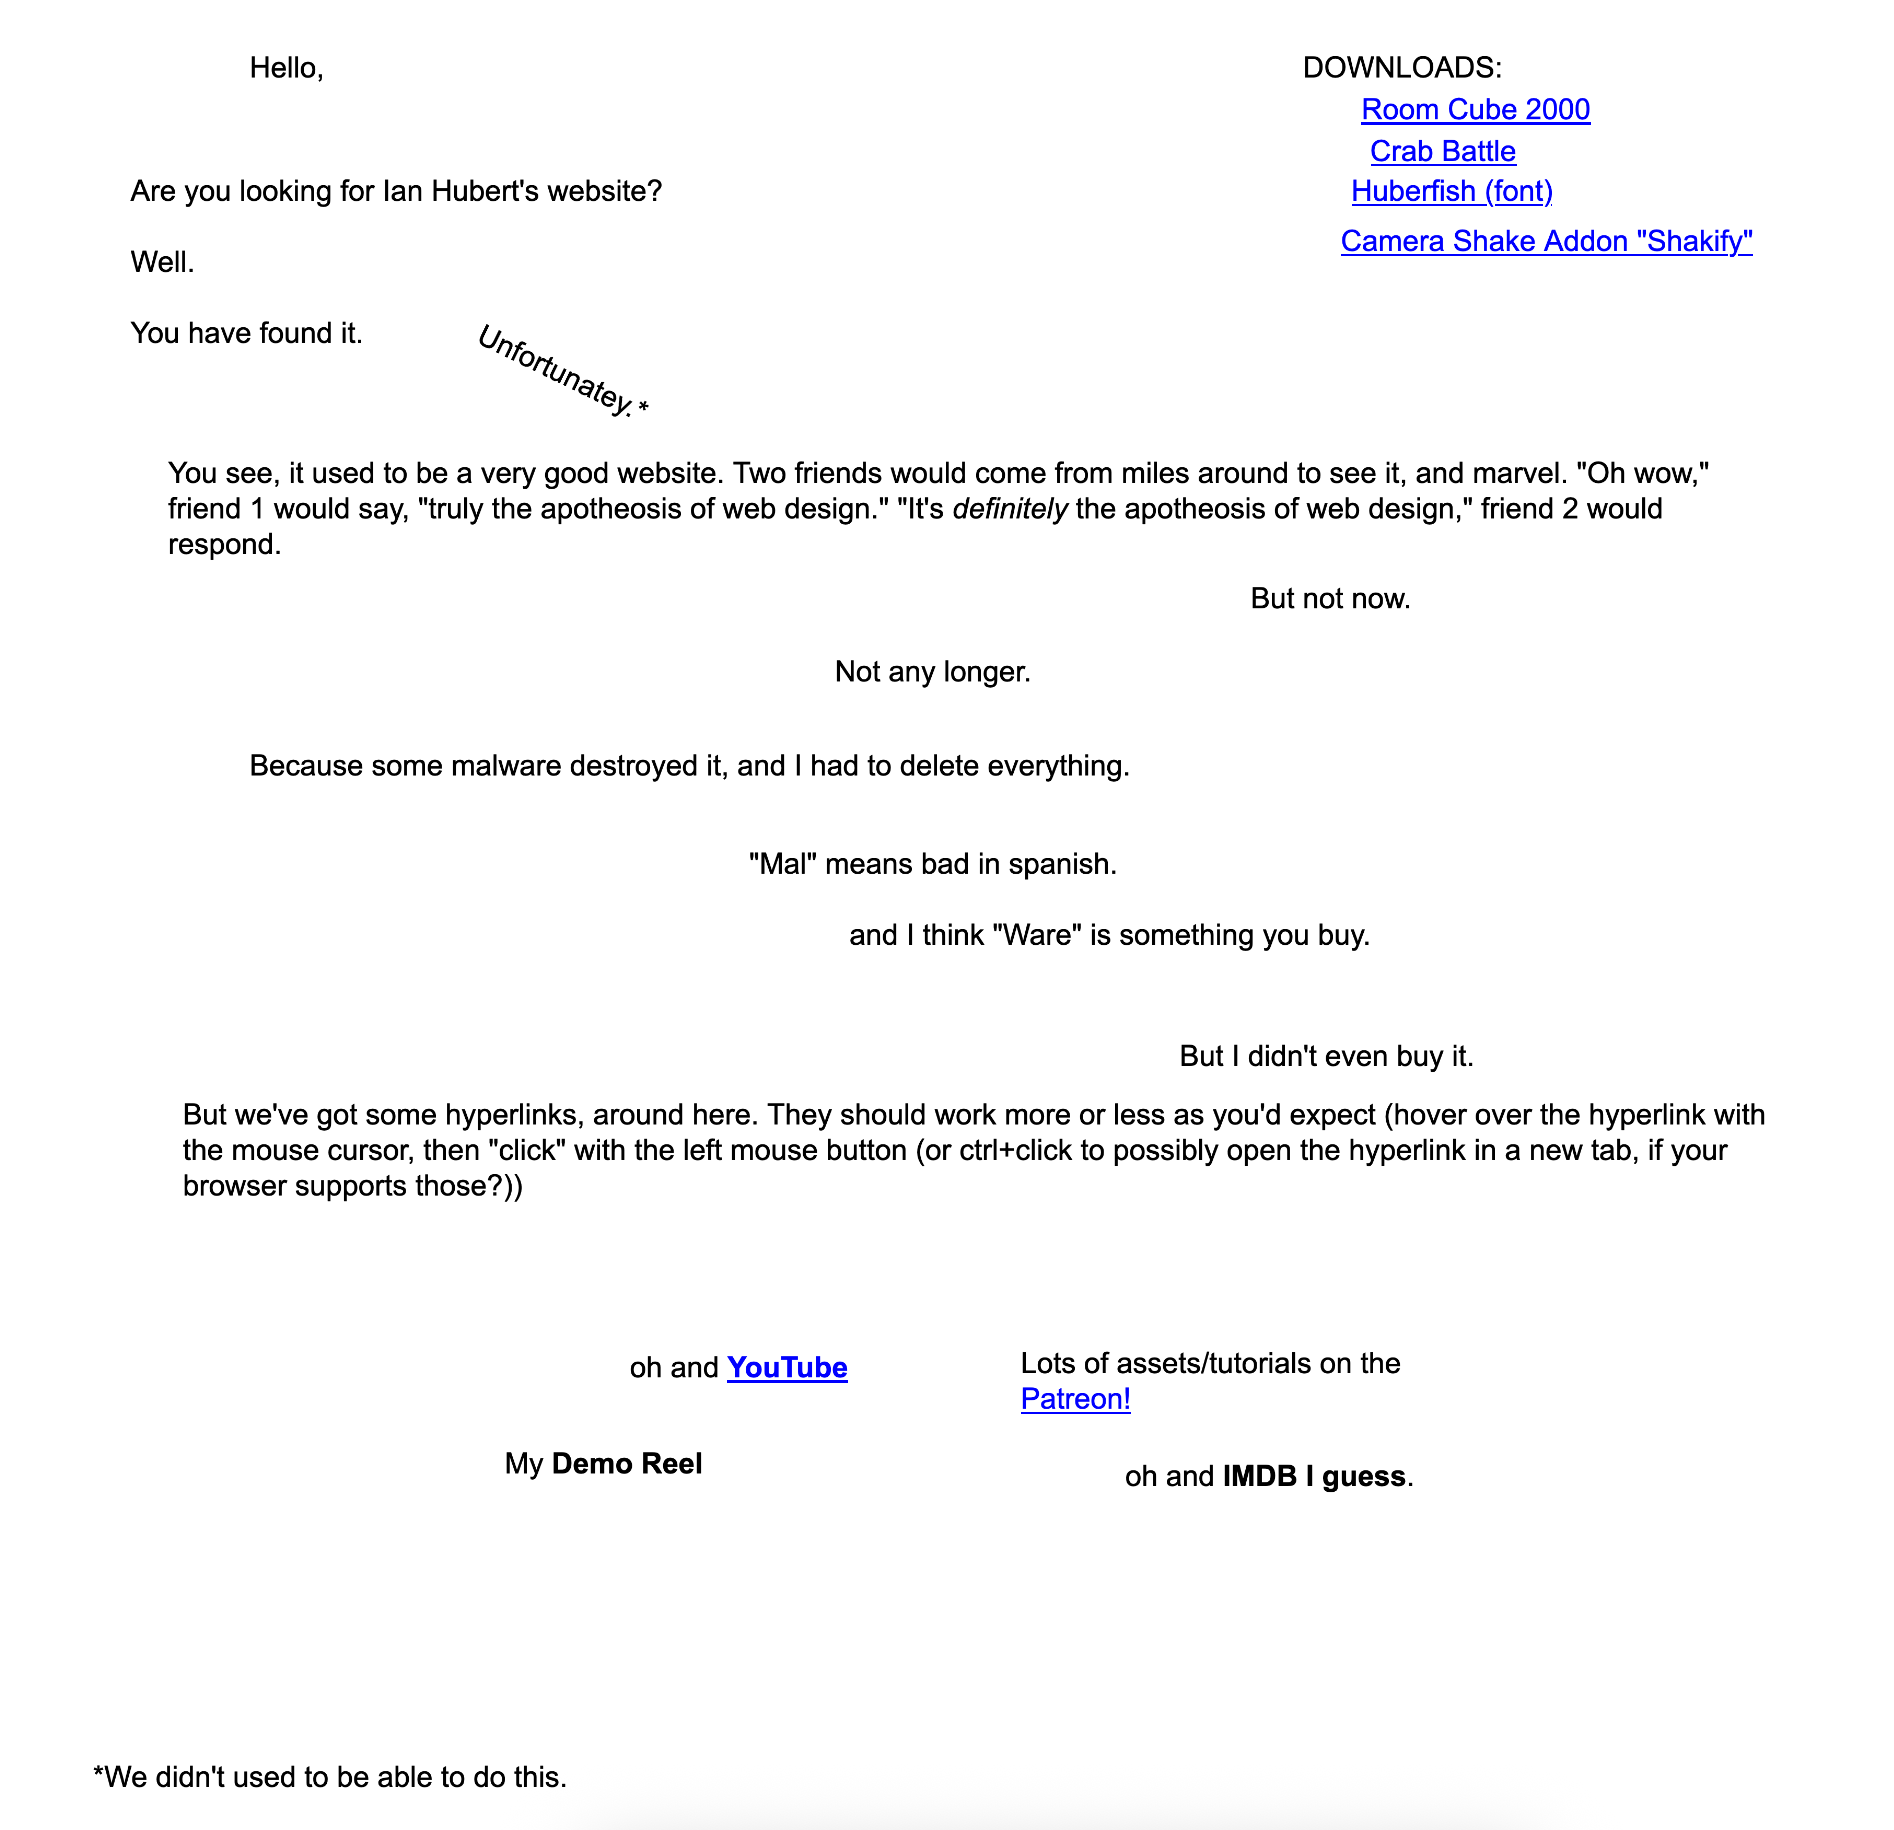 Hello,
DOWNLOADS:
Room Cube 2000
Crab Battle
Huberfish (font)
Camera Shake Addon "Shakify"
Are you looking for Ian Hubert's website?
Well.
You have found it.
Unfortunatey.*
You see, it used to be a very good website. Two friends would come from miles around to see it, and marvel. "Oh wow,"
friend 1 would say, "truly the apotheosis of web design." "It's definitely the apotheosis of web design," friend 2 would
respond.
But not now.
Not any longer.
Because some malware destroyed it, and I had to delete everything.
"Mal" means bad in spanish.
and I think "Ware" is something you buy.
But I didn't even buy it.
But we've got some hyperlinks, around here. They should work more or less as you'd expect (hover over the hyperlink with
the mouse cursor, then "click" with the left mouse button (or ctrl+click to possibly open the hyperlink in a new tab, if your
browser supports those?))
oh and YouTube
Lots of assets/tutorials on the
Patreon!
My Demo Reel
oh and IMDB I guess.
*We didn't used to be able to do this.